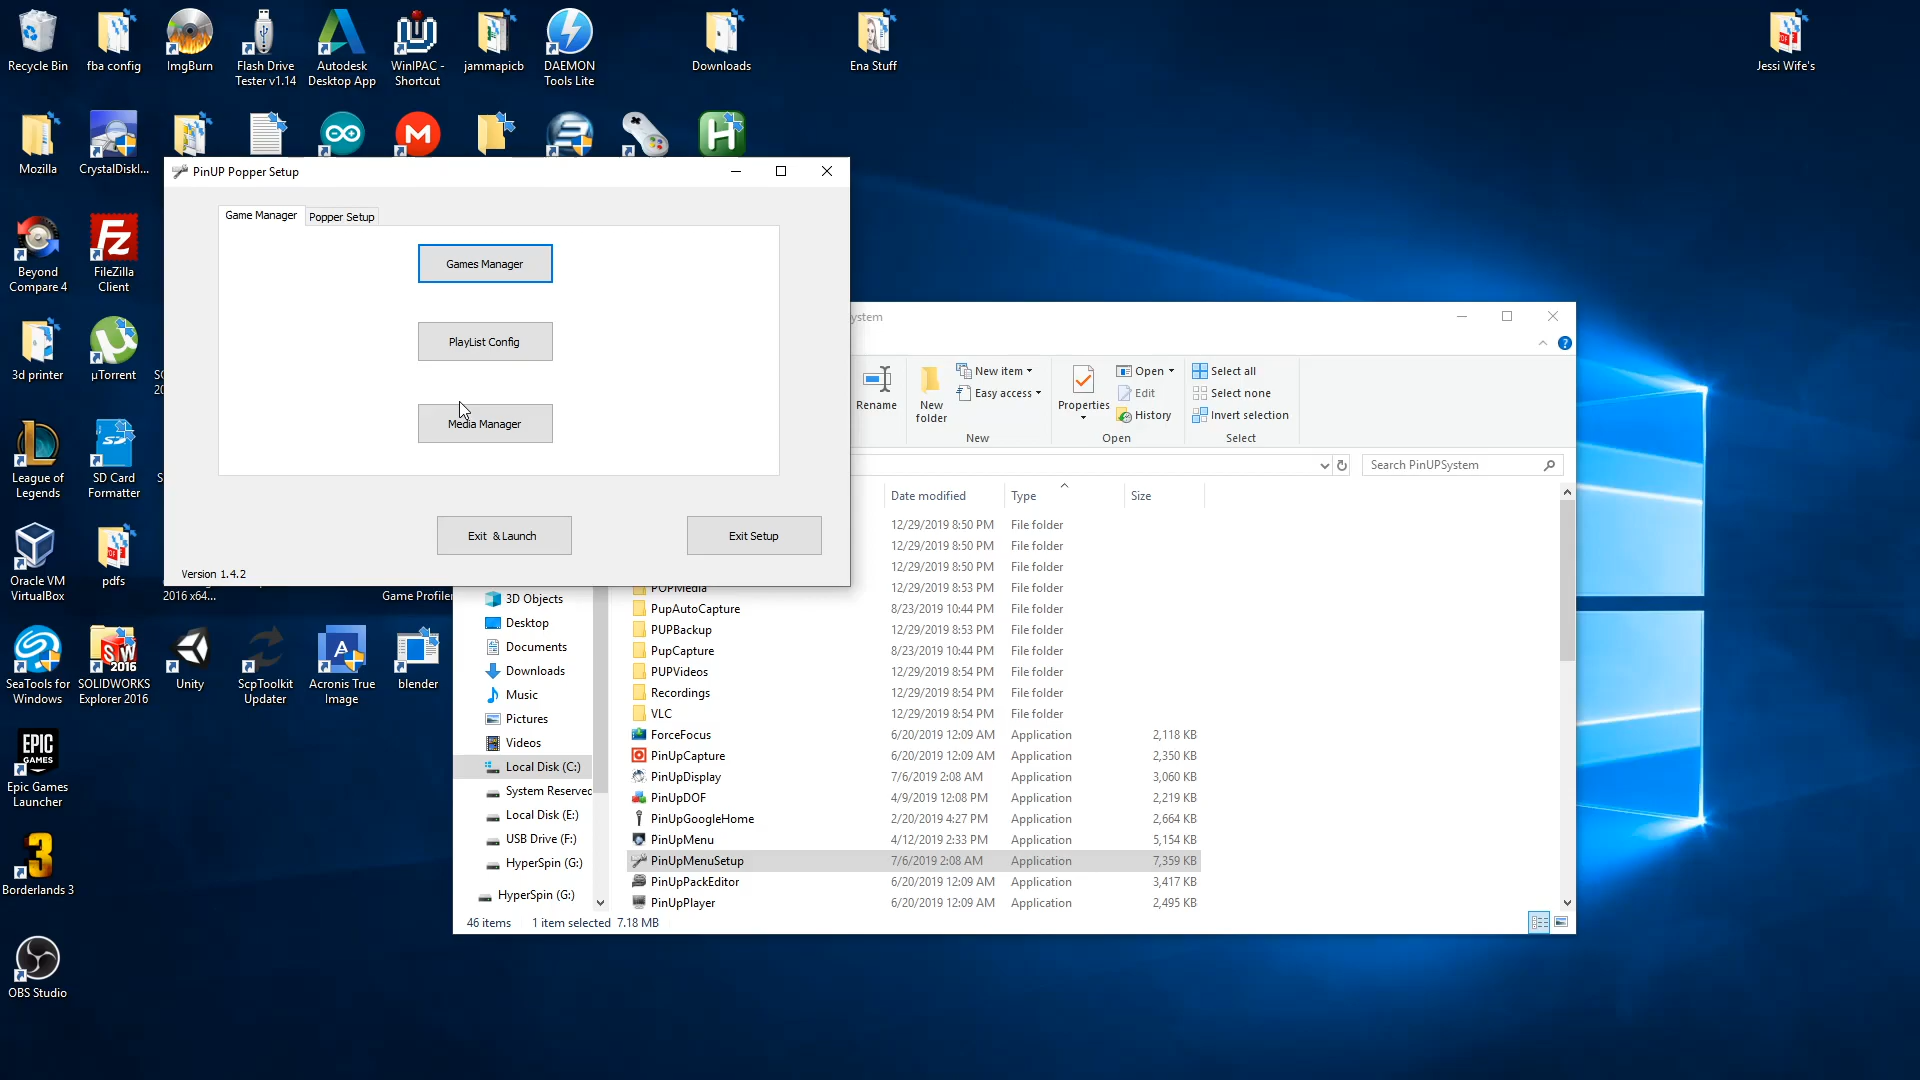 Recycle Bin
fba config
ImgBurn
Flash Drive
Tester v1.14
Autodesk
Desktop App
WinIPAC -
Shortcut
jammapicb
DAEMON
Tools Lite
Downloads
Ena Stuff
Jessi Wife's
Mozilla
CrystalDiskI...
PinUP Popper Setup
Game Manager
Popper Setup
Games Manager
PlayList Config
Media Manager
Exit & Launch
Exit Setup
Version 1.4.2
Beyond
Compare 4
FileZilla
Client
3d printer
µTorrent
League of
Legends
SD Card
Formatter
Oracle VM
VirtualBox
pdfs
2016 x64...
Game Profiler
SeaTools for
Windows
SOLIDWORKS
Explorer 2016
Unity
ScpToolkit
Updater
Acronis True
Image
blender
EPIC
GAMES
Epic Games
Launcher
3
Borderlands 3
OBS Studio
ystem
Rename
New
folder
New item
Easy access
New
Properties
Open
Edit
History
Open
Select all
Select none
Invert selection
Select
Search PinUPSystem
Date modified
Type
Size
12/29/2019 8:50 PM File folder
12/29/2019 8:50 PM File folder
12/29/2019 8:50 PM File folder
POPMedia 12/29/2019 8:53 PM File folder
PupAutoCapture 8/23/2019 10:44 PM File folder
PUPBackup 12/29/2019 8:53 PM File folder
PupCapture 8/23/2019 10:44 PM File folder
PUPVideos 12/29/2019 8:54 PM File folder
Recordings 12/29/2019 8:54 PM File folder
VLC 12/29/2019 8:54 PM File folder
ForceFocus 6/20/2019 12:09 AM Application 2,118 KB
PinUpCapture 6/20/2019 12:09 AM Application 2,350 KB
PinUpDisplay 7/6/2019 2:08 AM Application 3,060 KB
PinUpDOF 4/9/2019 12:08 PM Application 2,219 KB
PinUpGoogleHome 2/20/2019 4:27 PM Application 2,664 KB
PinUpMenu 4/12/2019 2:33 PM Application 5,154 KB
PinUpMenuSetup 7/6/2019 2:08 AM Application 7,359 KB
PinUpPackEditor 6/20/2019 12:09 AM Application 3,417 KB
PinUpPlayer 6/20/2019 12:09 AM Application 2,495 KB
3D Objects
Desktop
Documents
Downloads
Music
Pictures
Videos
Local Disk (C:)
System Reserved
Local Disk (E:)
USB Drive (F:)
HyperSpin (G:)
HyperSpin (G:)
46 items
1 item selected 7.18 MB